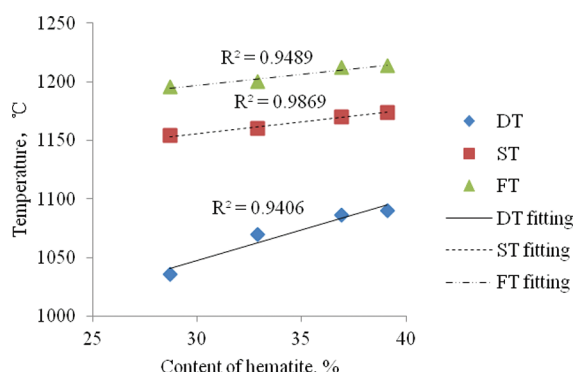 1250
1200
1150
1100
1050
1000
25
30
35
40
Temperature, ℃
Content of hematite, %
R² = 0.9489
R² = 0.9869
R² = 0.9406
DT
ST
FT
DT fitting
ST fitting
FT fitting